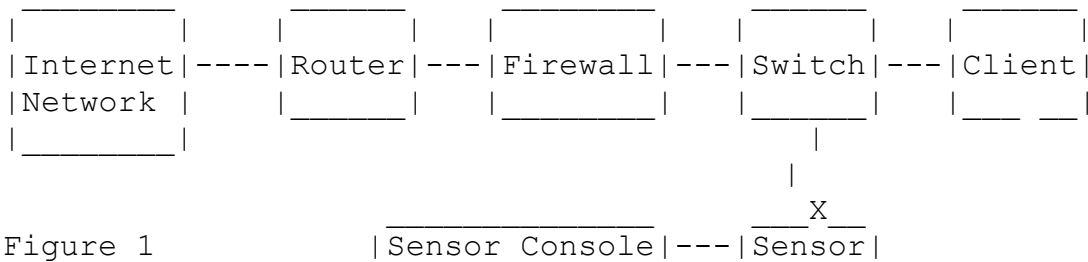 |Internet|----|Router|---|Firewall|---|Switch|---|Client|
|Network |
X
Figure 1 |Sensor Console|---|Sensor|